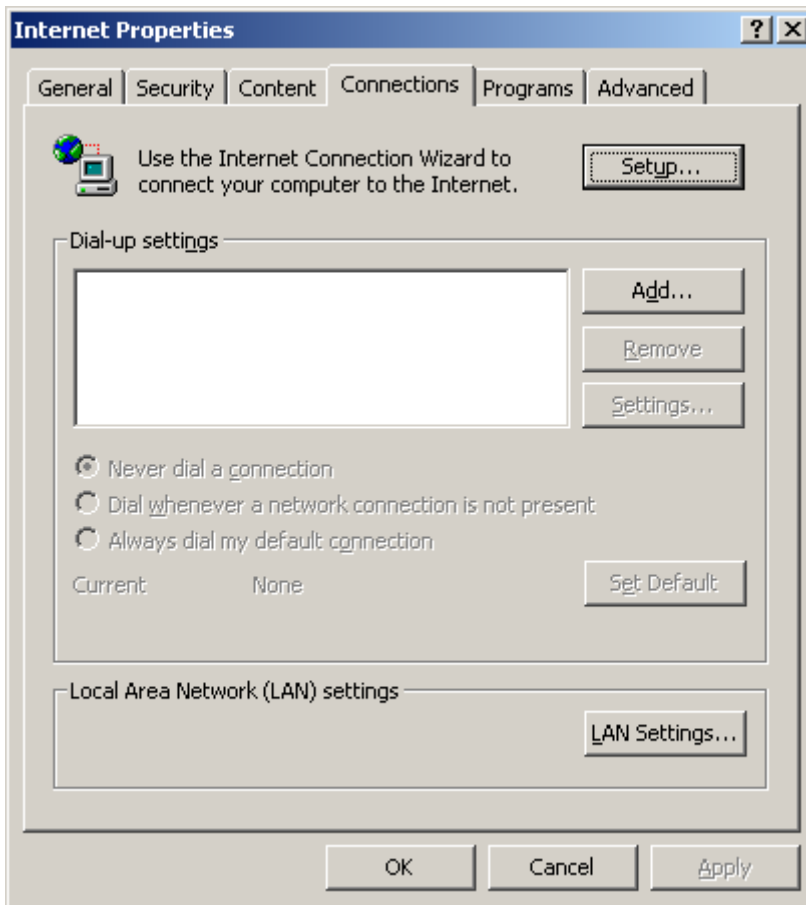 Internet Properties
General Security Content Connections Programs Advanced
Use the Internet Connection Wizard to
connect your computer to the Internet.
Setup...
Dial-up settings
Add...
Remove
Settings...
Never dial a connection
Dial whenever a network connection is not present
Always dial my default connection
Current None
Set Default
Local Area Network (LAN) settings
LAN Settings...
OK Cancel Apply